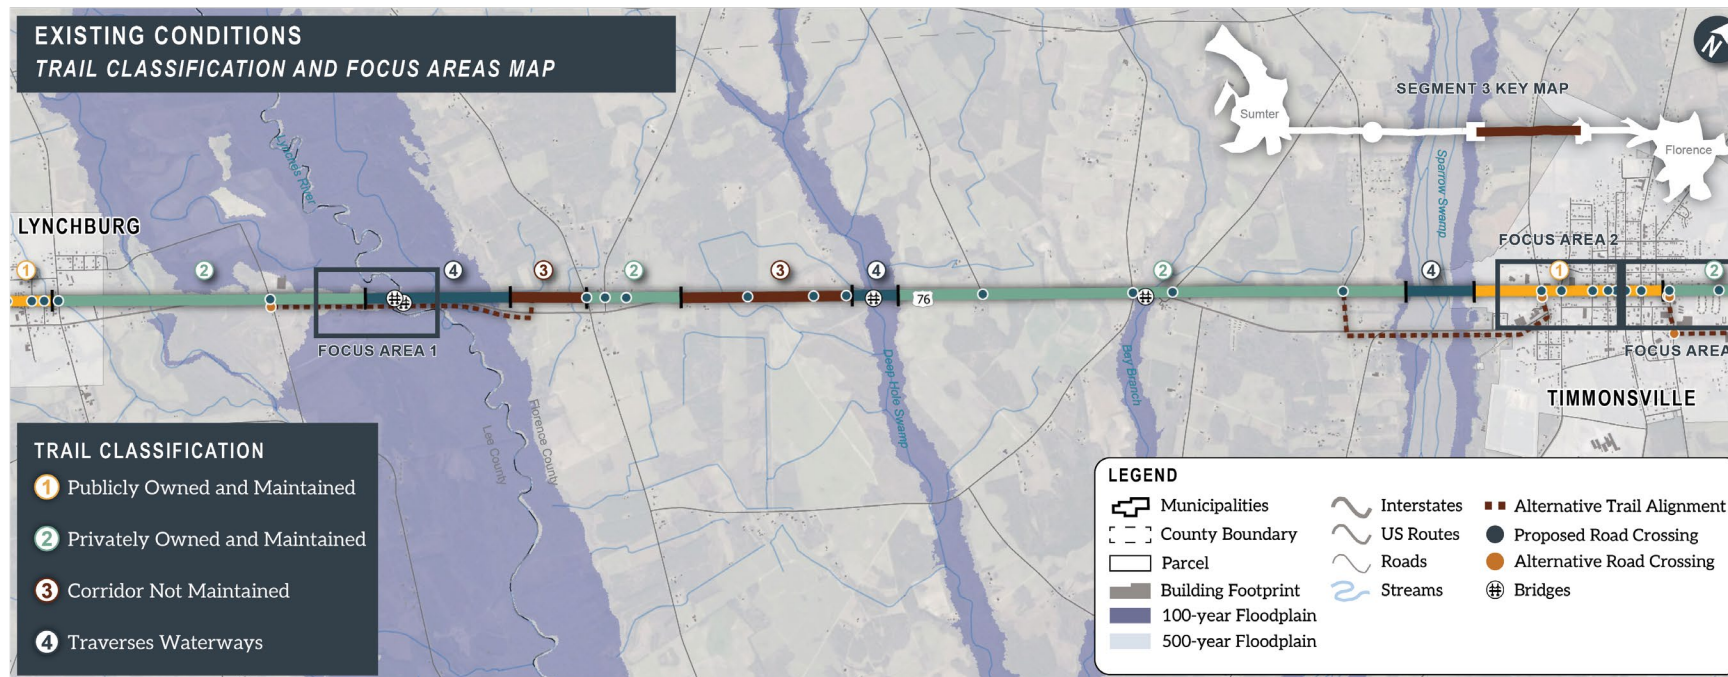 EXISTING CONDITIONS
TRAIL CLASSIFICATION AND FOCUS AREAS MAP
N
SEGMENT 3 KEY MAP
Sumter
Florence
Lynches River
Sparrow Swamp
LYNCHBURG
FOCUS AREA 2
1
2
4
3
2
3
4
2
4
1
2
76
FOCUS AREA 1
FOCUS AREA
Deep Hole Swamp
Bay Branch
TIMMONSVILLE
Lee County
Florence County
TRAIL CLASSIFICATION
1 Publicly Owned and Maintained
2 Privately Owned and Maintained
3 Corridor Not Maintained
4 Traverses Waterways
LEGEND
Municipalities
County Boundary
Parcel
Building Footprint
100-year Floodplain
500-year Floodplain
Interstates
US Routes
Roads
Streams
Alternative Trail Alignment
Proposed Road Crossing
Alternative Road Crossing
Bridges